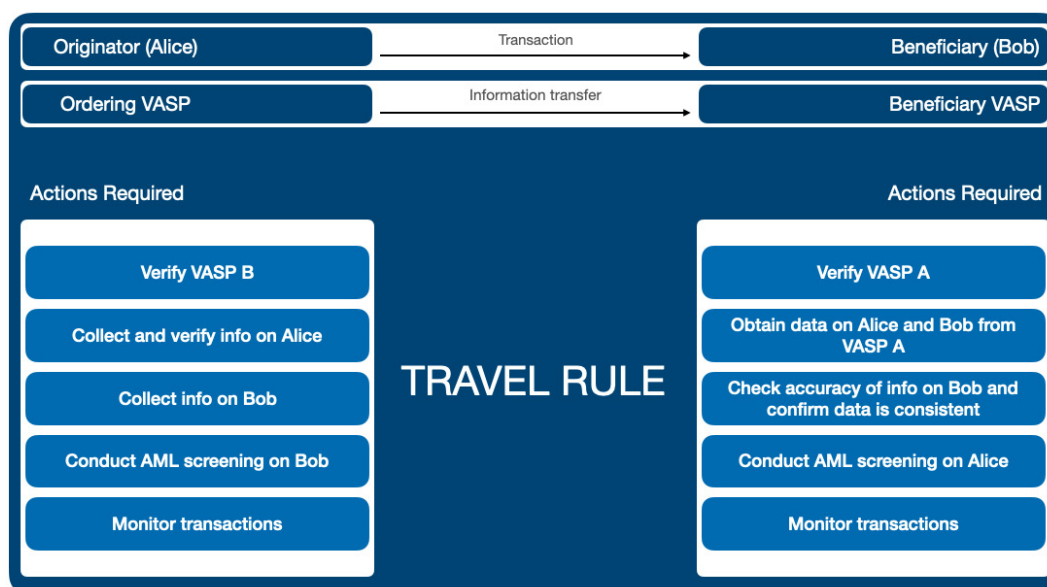 Originator (Alice)
Transaction
Beneficiary (Bob)
Ordering VASP
Information transfer
Beneficiary VASP
Actions Required
Actions Required
Verify VASP B
Collect and verify info on Alice
Collect info on Bob
Conduct AML screening on Bob
Monitor transactions
TRAVEL RULE
Verify VASP A
Obtain data on Alice and Bob from
VASP A
Check accuracy of info on Bob and
confirm data is consistent
Conduct AML screening on Alice
Monitor transactions